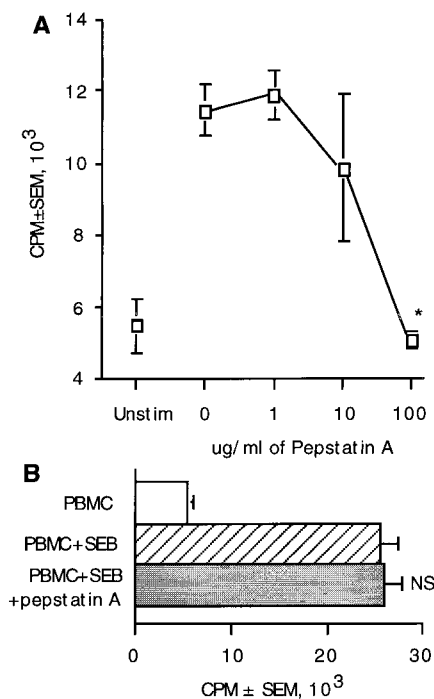 A
14
12
10
8
6
4
CPM±SEM, 10³
*
Unstim 0 1 10 100
ug/ml of Pepstatin A
B
PBMC
PBMC+SEB
PBMC+SEB
+pepstatin A
NS
0 10 20 30
CPM ± SEM, 10³